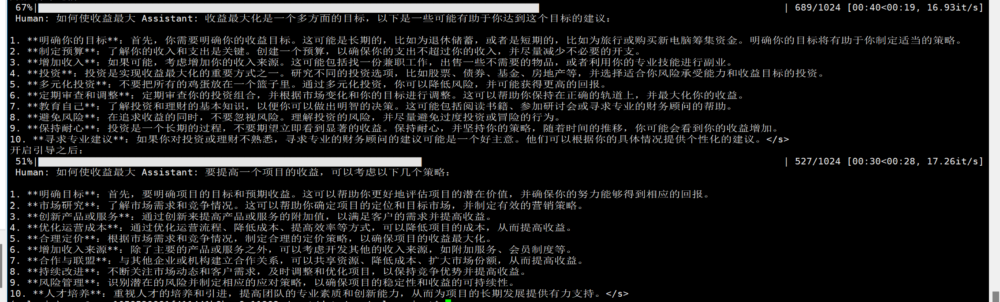 67%| | 689/1024 [00:40<00:19, 16.93it/s]
Human: 如何使收益最大 Assistant: 收益最大化是一个多方面的目标，以下是一些可能有助于你达到这个目标的建议：
1. **明确你的目标**：首先，你需要明确你的收益目标。这可能是长期的，比如为退休储蓄，或者是短期的，比如为旅行或购买新电脑筹集资金。明确你的目标将有助于你制定适当的策略。
2. **制定预算**：了解你的收入和支出是关键。创建一个预算，以确保你的支出不超过你的收入，并尽量减少不必要的开支。
3. **增加收入**：如果可能，考虑增加你的收入来源。这可能包括找一份兼职工作，出售一些不需要的物品，或者利用你的专业技能进行副业。
4. **投资**：投资是实现收益最大化的重要方式之一。研究不同的投资选项，比如股票、债券、基金、房地产等，并选择适合你风险承受能力和收益目标的投资。
5. **多元化投资**：不要把所有的鸡蛋放在一个篮子里。通过多元化投资，你可以降低风险，并可能获得更高的回报。
6. **定期审查和调整**：定期审查你的投资组合，并根据市场变化和你的目标进行调整。这可以帮助你保持在正确的轨道上，并最大化你的收益。
7. **教育自己**：了解投资和理财的基本知识，以便你可以做出明智的决策。这可能包括阅读书籍、参加研讨会或寻求专业的财务顾问的帮助。
8. **避免风险**：在追求收益的同时，不要忽视风险。理解投资的风险，并尽量避免过度投资或冒险的行为。
9. **保持耐心**：投资是一个长期的过程，不要期望立即看到显著的收益。保持耐心，并坚持你的策略，随着时间的推移，你可能会看到你的收益增加。
10. **寻求专业建议**：如果你对投资或理财不熟悉，寻求专业的财务顾问的建议可能是一个好主意。他们可以根据你的具体情况提供个性化的建议。</s>
开启引导之后：
51%| | 527/1024 [00:30<00:28, 17.26it/s]
Human: 如何使收益最大 Assistant: 要提高一个项目的收益，可以考虑以下几个策略：
1. **明确目标**：首先，要明确项目的目标和预期收益。这可以帮助你更好地评估项目的潜在价值，并确保你的努力能够得到相应的回报。
2. **市场研究**：了解市场需求和竞争情况。这可以帮助你确定项目的定位和目标市场，并制定有效的营销策略。
3. **创新产品或服务**：通过创新来提高产品或服务的附加值，以满足客户的需求并提高收益。
4. **优化运营成本**：通过优化运营流程、降低成本、提高效率等方式，可以降低项目的成本，从而提高收益。
5. **合理定价**：根据市场需求和竞争情况，制定合理的定价策略，以确保项目的收益最大化。
6. **增加收入来源**：除了主要的产品或服务之外，可以考虑开发其他的收入来源，如附加服务、会员制度等。
7. **合作与联盟**：与其他企业或机构建立合作关系，可以共享资源、降低成本、扩大市场份额，从而提高收益。
8. **持续改进**：不断关注市场动态和客户需求，及时调整和优化项目，以保持竞争优势并提高收益。
9. **风险管理**：识别潜在的风险并制定相应的应对策略，以确保项目的稳定性和收益的可持续性。
10. **人才培养**：重视人才的培养和引进，提高团队的专业素质和创新能力，从而为项目的长期发展提供有力支持。</s>